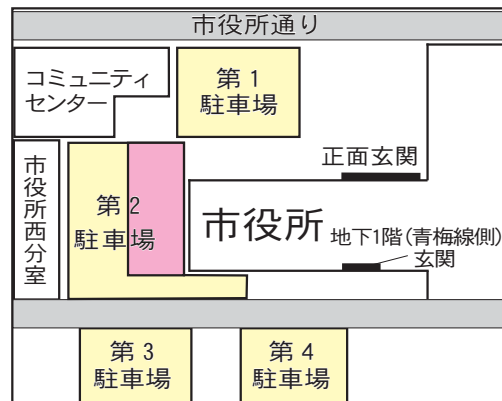 市役所通り
コミュニティ
センター
第1
駐車場
正面玄関
市役所西分室
第2
駐車場
市役所
地下1階(青梅線側)
玄関
第3
駐車場
第4
駐車場